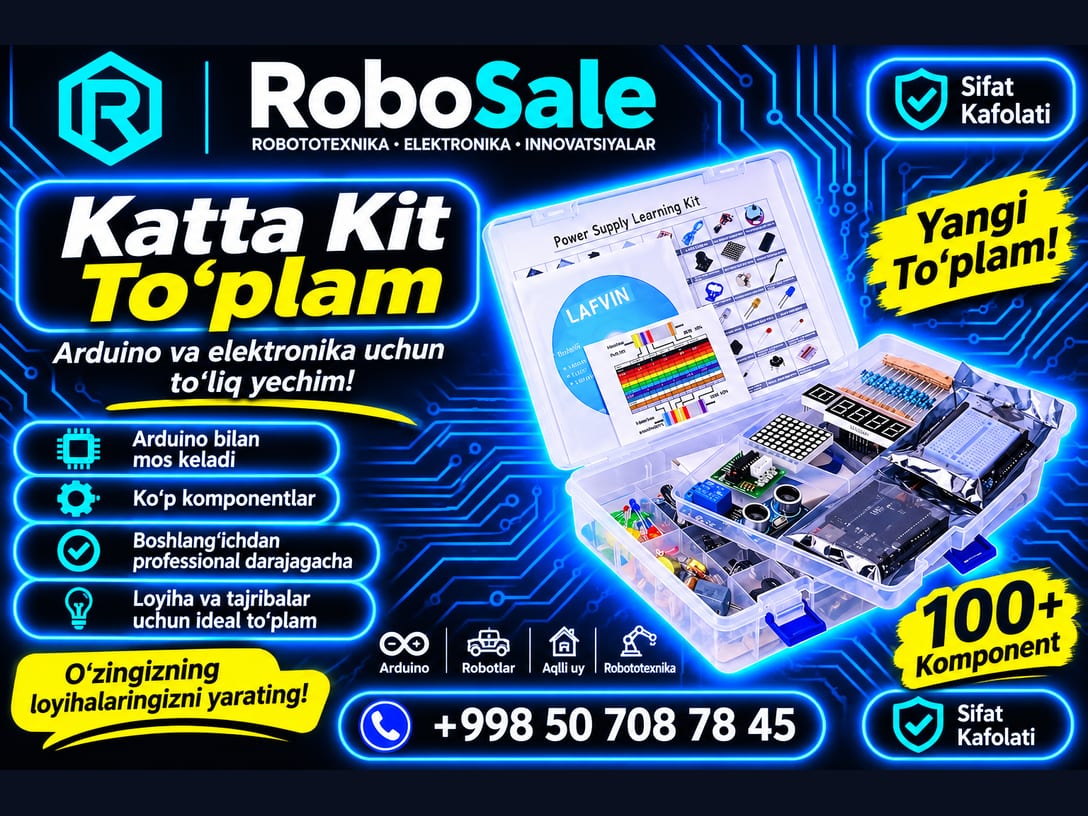 RoboSale
ROBOTOTEXNIKA • ELEKTRONIKA • INNOVATSIYALAR
Sifat
Kafolati
Katta Kit
To‘plam
Arduino va elektronika uchun
to‘liq yechim!
Yangi
To‘plam!
Power Supply Learning Kit
LAFVIN
Arduino bilan
mos keladi
Ko‘p komponentlar
Boshlang‘ichdan
professional darajagacha
Loyiha va tajribalar
uchun ideal to‘plam
O‘zingizning
loyihalaringizni yarating!
Arduino
Robotlar
Aqlli uy
Robototexnika
100+
Komponent
+998 50 708 78 45
Sifat
Kafolati